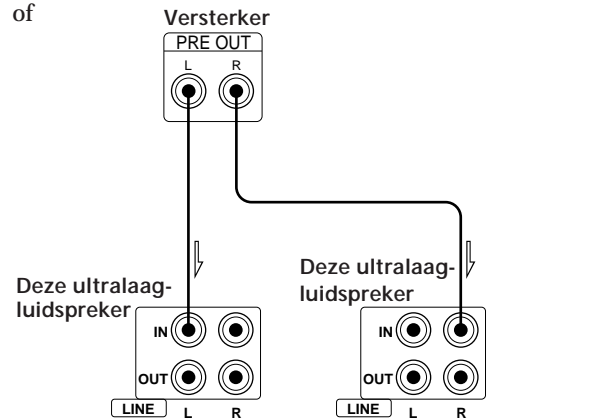 of
Versterker
PRE OUT
L R
Deze ultralaag-
luidspreker
Deze ultralaag-
luidspreker
IN
OUT
LINE L R
IN
OUT
LINE L R